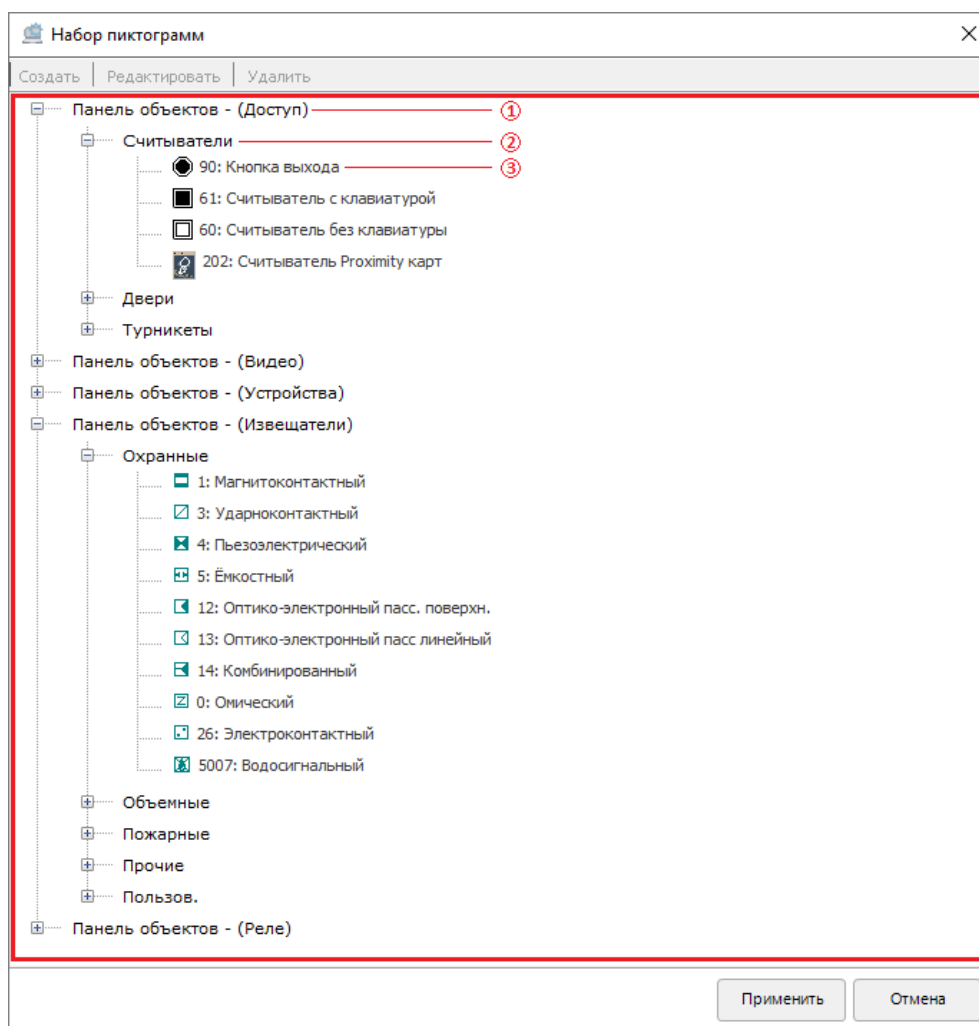 Набор пиктограмм
Создать Редактировать Удалить
Панель объектов - (Доступ) 1
Считыватели 2
90: Кнопка выхода 3
61: Считыватель с клавиатурой
60: Считыватель без клавиатуры
202: Считыватель Proximity карт
Двери
Турникеты
Панель объектов - (Видео)
Панель объектов - (Устройства)
Панель объектов - (Извещатели)
Охранные
1: Магнитоконтактный
3: Ударноконтактный
4: Пьезоэлектрический
5: Ёмкостный
12: Оптико-электронный пасс. поверхн.
13: Оптико-электронный пасс линейный
14: Комбинированный
0: Омический
26: Электроконтактный
5007: Водосигнальный
Объемные
Пожарные
Прочие
Пользов.
Панель объектов - (Реле)
Применить Отмена